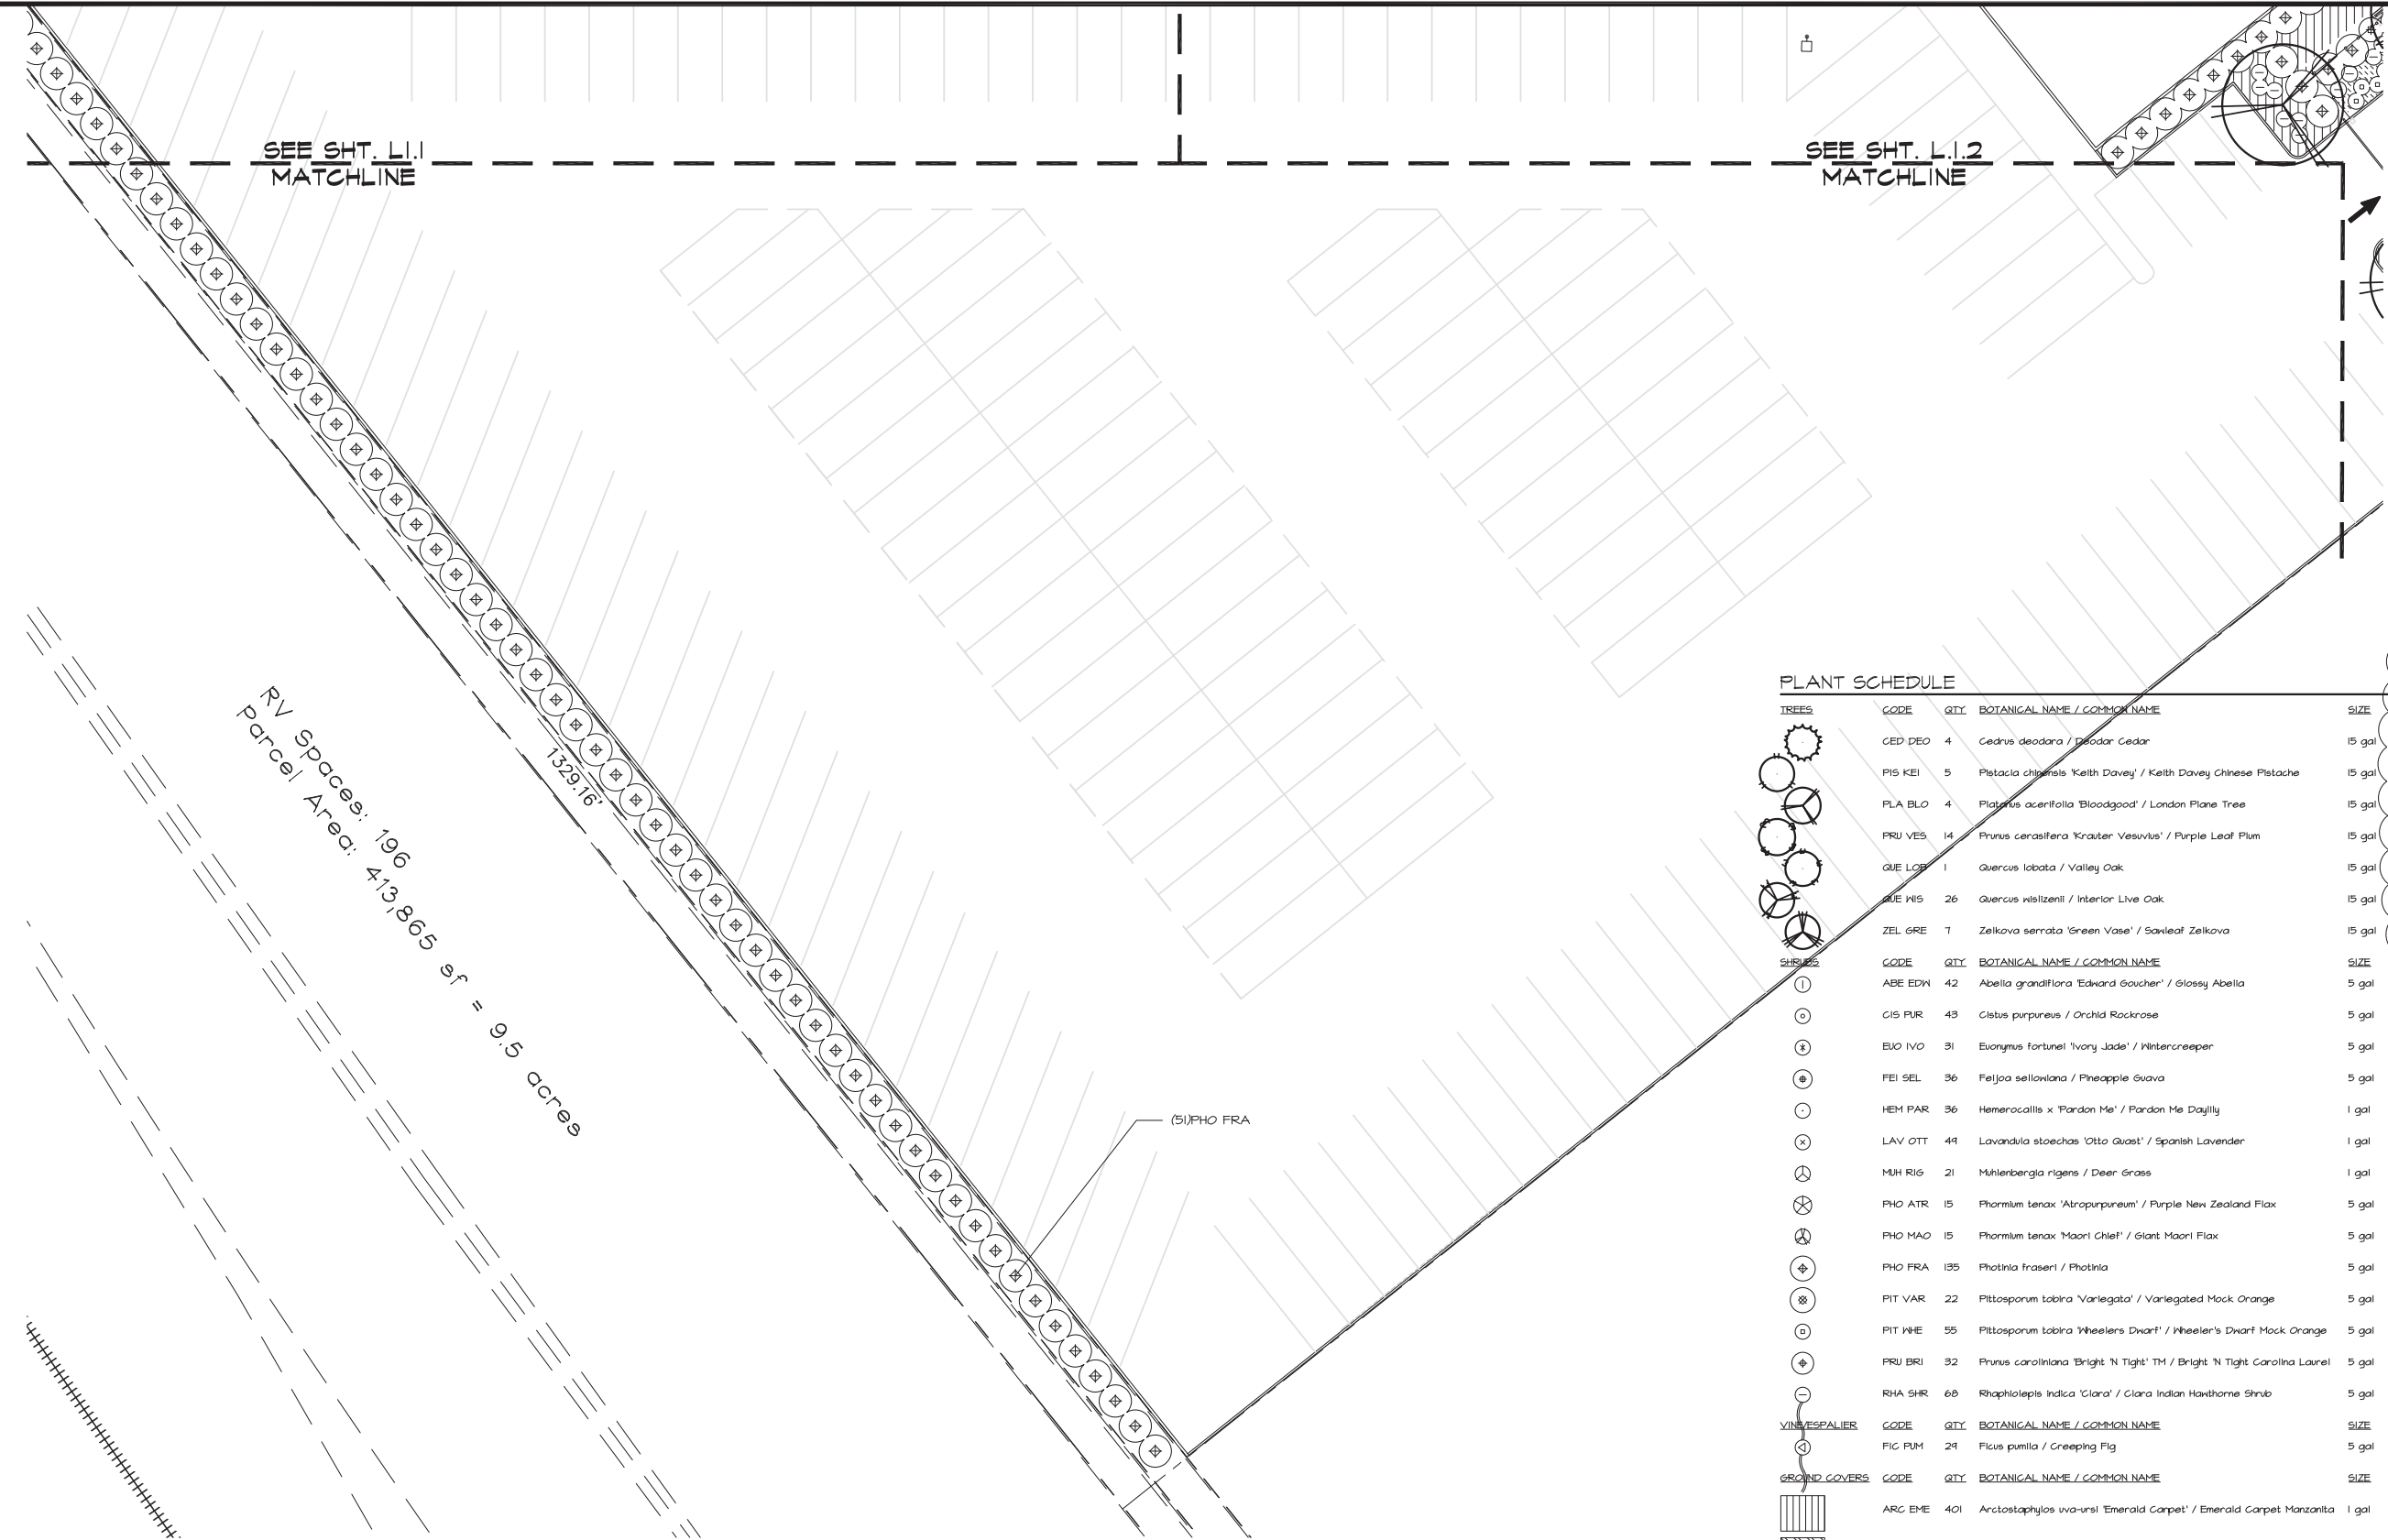 SEE SHT. L1.1
MATCHLINE
SEE SHT. L.1.2
MATCHLINE
RV Spaces: 196
Parcel Area: 413,865 sf = 9.5 acres
1329.16'
(51)PHO FRA
PLANT SCHEDULE
TREES CODE QTY BOTANICAL NAME / COMMON NAME SIZE
CED DEO 4 Cedrus deodara / Deodar Cedar 15 gal
PIS KEI 5 Pistacia chinensis 'Keith Davey' / Keith Davey Chinese Pistache 15 gal
PLA BLO 4 Platanus acerifolia 'Bloodgood' / London Plane Tree 15 gal
PRU VES 14 Prunus cerasifera 'Krauter Vesuvius' / Purple Leaf Plum 15 gal
QUE LOB 1 Quercus lobata / Valley Oak 15 gal
QUE WIS 26 Quercus wislizenii / Interior Live Oak 15 gal
ZEL GRE 7 Zelkova serrata 'Green Vase' / Sawleaf Zelkova 15 gal
SHRUBS CODE QTY BOTANICAL NAME / COMMON NAME SIZE
ABE EDW 42 Abelia grandiflora 'Edward Goucher' / Glossy Abelia 5 gal
CIS PUR 43 Cistus purpureus / Orchid Rockrose 5 gal
EUO IVO 31 Euonymus fortunei 'Ivory Jade' / Wintercreeper 5 gal
FEI SEL 36 Feijoa sellowiana / Pineapple Guava 5 gal
HEM PAR 36 Hemerocallis x 'Pardon Me' / Pardon Me Daylily 1 gal
LAV OTT 49 Lavandula stoechas 'Otto Quast' / Spanish Lavender 1 gal
MUH RIG 21 Muhlenbergia rigens / Deer Grass 1 gal
PHO ATR 15 Phormium tenax 'Atropurpureum' / Purple New Zealand Flax 5 gal
PHO MAO 15 Phormium tenax 'Maori Chief' / Giant Maori Flax 5 gal
PHO FRA 135 Photinia fraseri / Photinia 5 gal
PIT VAR 22 Pittosporum tobira 'Variegata' / Variegated Mock Orange 5 gal
PIT WHE 55 Pittosporum tobira 'Wheelers Dwarf' / Wheeler's Dwarf Mock Orange 5 gal
PRU BRI 32 Prunus caroliniana 'Bright 'N Tight' TM / Bright 'N Tight Carolina Laurel 5 gal
RHA SHR 68 Rhaphiolepis indica 'Clara' / Clara Indian Hawthorne Shrub 5 gal
VINE/ESPALIER CODE QTY BOTANICAL NAME / COMMON NAME SIZE
FIC PUM 29 Ficus pumila / Creeping Fig 5 gal
GROUND COVERS CODE QTY BOTANICAL NAME / COMMON NAME SIZE
ARC EME 401 Arctostaphylos uva-ursi 'Emerald Carpet' / Emerald Carpet Manzanita 1 gal